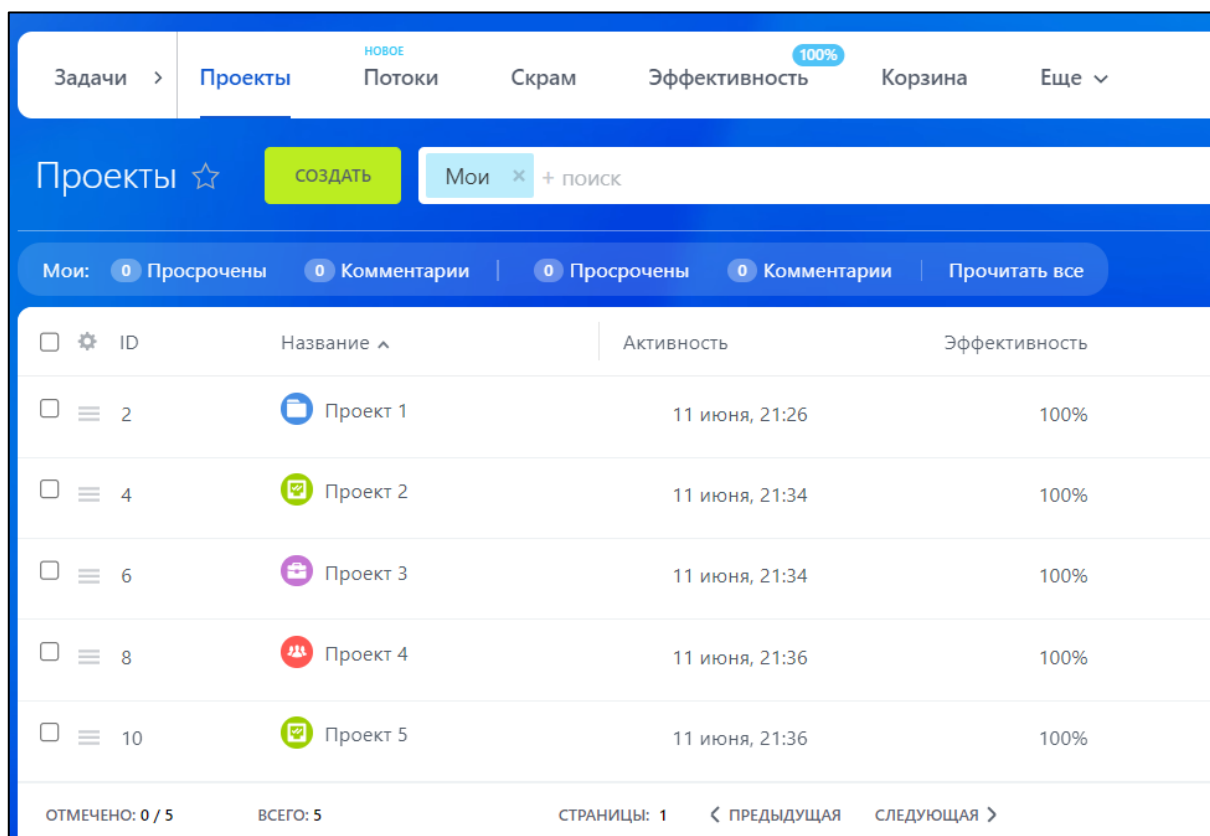 НОВОЕ
100%
Задачи > Проекты Потоки Скрам Эффективность Корзина Еще
Проекты СОЗДАТЬ Мои × + поиск
Мои: 0 Просрочены 0 Комментарии 0 Просрочены 0 Комментарии Прочитать все
ID Название Активность Эффективность
2 Проект 1 11 июня, 21:26 100%
4 Проект 2 11 июня, 21:34 100%
6 Проект 3 11 июня, 21:34 100%
8 Проект 4 11 июня, 21:36 100%
10 Проект 5 11 июня, 21:36 100%
ОТМЕЧЕНО: 0 / 5 ВСЕГО: 5 СТРАНИЦЫ: 1 ПРЕДЫДУЩАЯ СЛЕДУЮЩАЯ